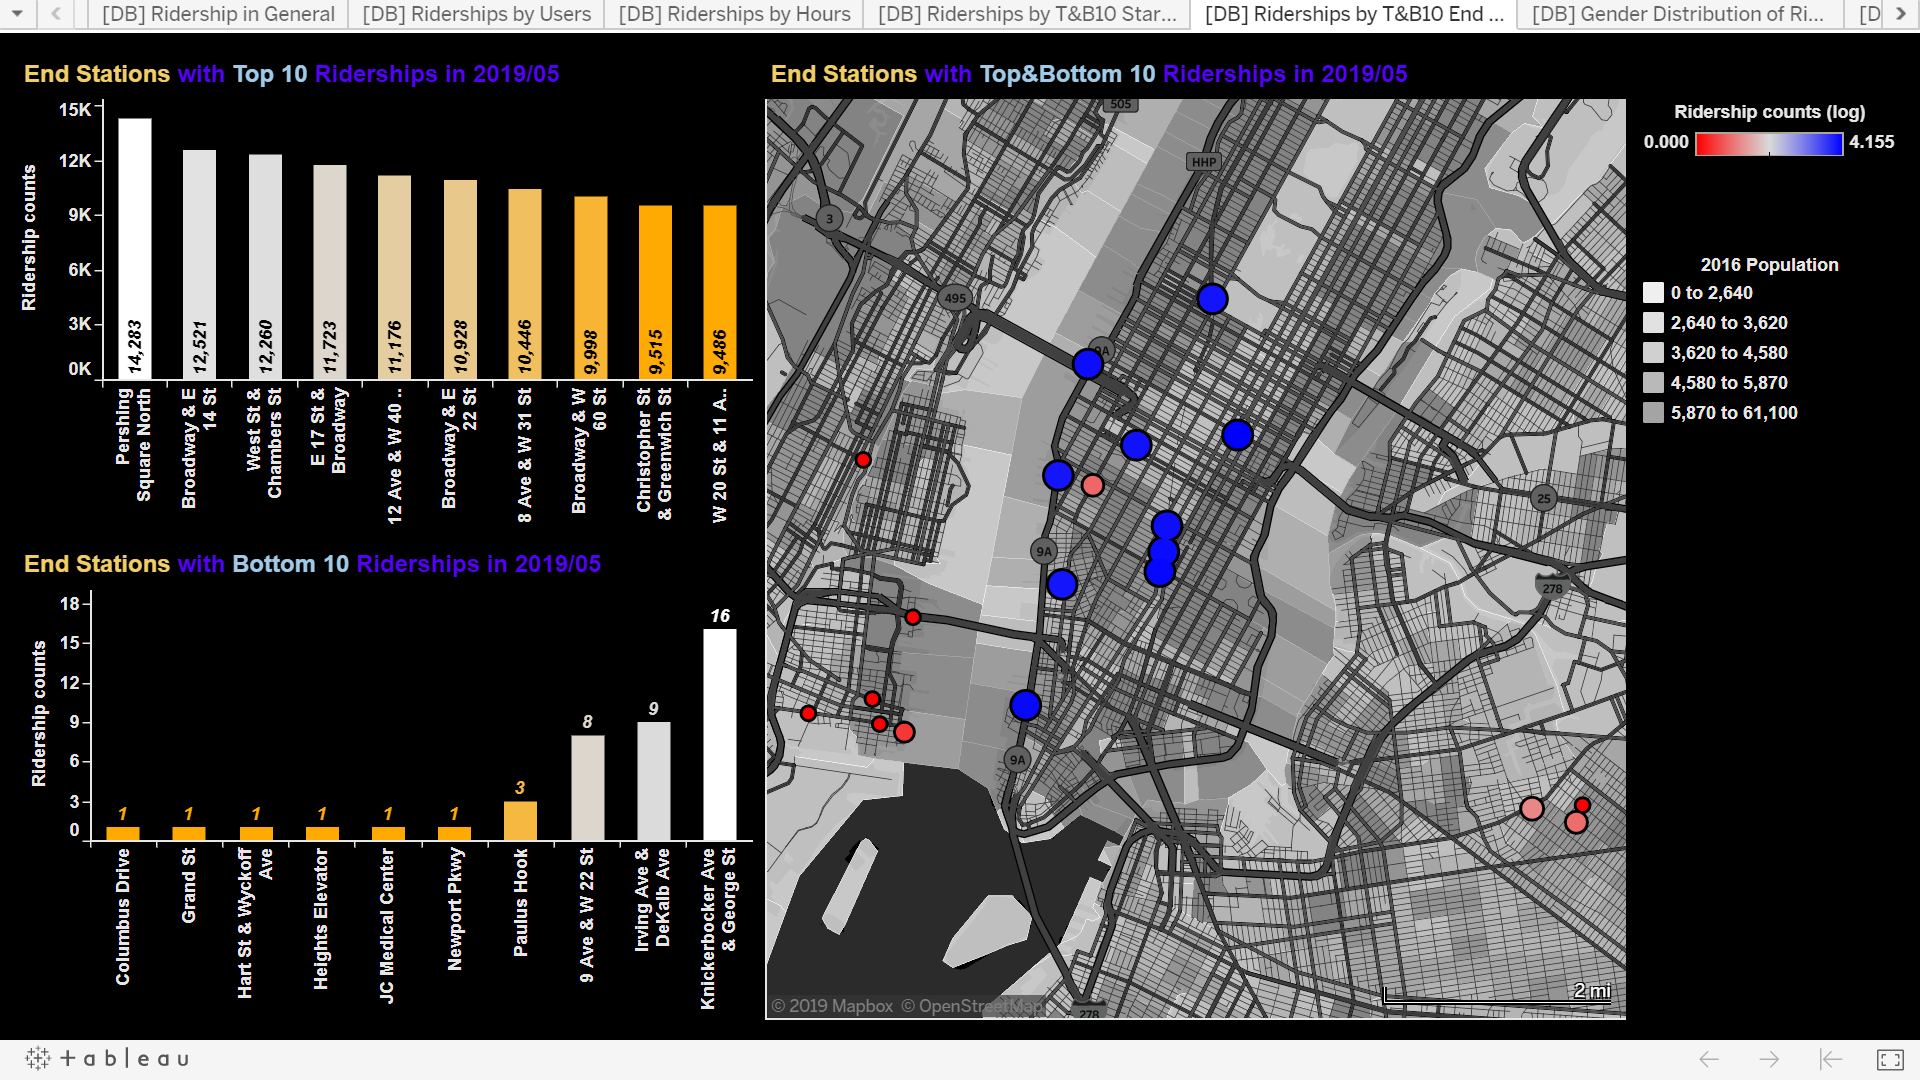 [DB] Ridership in General
[DB] Riderships by Users
[DB] Riderships by Hours
[DB] Riderships by T&B10 Star...
[DB] Riderships by T&B10 End ...
[DB] Gender Distribution of Ri...
[D
End Stations with Top 10 Riderships in 2019/05
Ridership counts
15K
12K
9K
6K
3K
0K
14,283
12,521
12,260
11,723
11,176
10,928
10,446
9,998
9,515
9,486
Pershing
Square North
Broadway & E
14 St
West St &
Chambers St
E 17 St &
Broadway
12 Ave & W 40 ..
Broadway & E
22 St
8 Ave & W 31 St
Broadway & W
60 St
Christopher St
& Greenwich St
W 20 St & 11 A..
End Stations with Bottom 10 Riderships in 2019/05
Ridership counts
18
15
12
9
6
3
0
1
1
1
1
1
1
3
8
9
16
Columbus Drive
Grand St
Hart St & Wyckoff
Ave
Heights Elevator
JC Medical Center
Newport Pkwy
Paulus Hook
9 Ave & W 22 St
Irving Ave &
DeKalb Ave
Knickerbocker Ave
& George St
End Stations with Top&Bottom 10 Riderships in 2019/05
505
HHP
3
495
9A
25
9A
278
9A
278
2 mi
© 2019 Mapbox © OpenStreetMap
Ridership counts (log)
0.000
4.155
2016 Population
0 to 2,640
2,640 to 3,620
3,620 to 4,580
4,580 to 5,870
5,870 to 61,100
+ableau